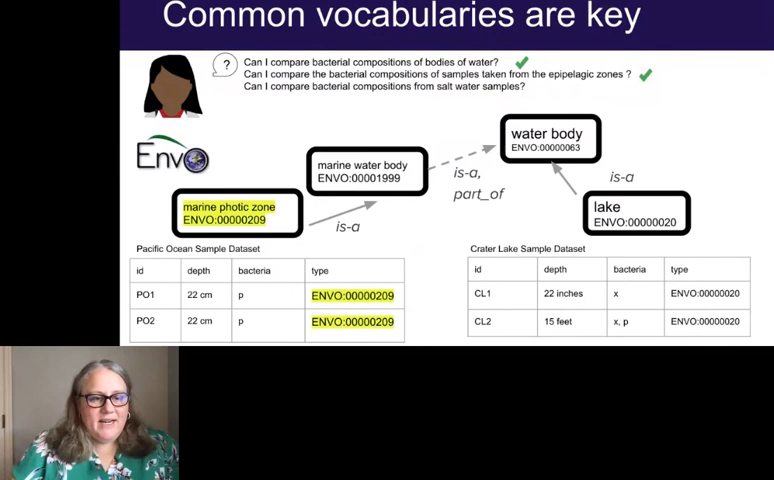 Common vocabularies are key
?
Can I compare bacterial compositions of bodies of water?
Can I compare the bacterial compositions of samples taken from the epipelagic zones ?
Can I compare bacterial compositions from salt water samples?
EnvO
water body
ENVO:00000063
marine water body
ENVO:00001999
is-a,
part_of
is-a
marine photic zone
ENVO:00000209
is-a
lake
ENVO:00000020
Pacific Ocean Sample Dataset
id depth bacteria type
PO1 22 cm p ENVO:00000209
PO2 22 cm p ENVO:00000209
Crater Lake Sample Dataset
id depth bacteria type
CL1 22 inches x ENVO:00000020
CL2 15 feet x, p ENVO:00000020